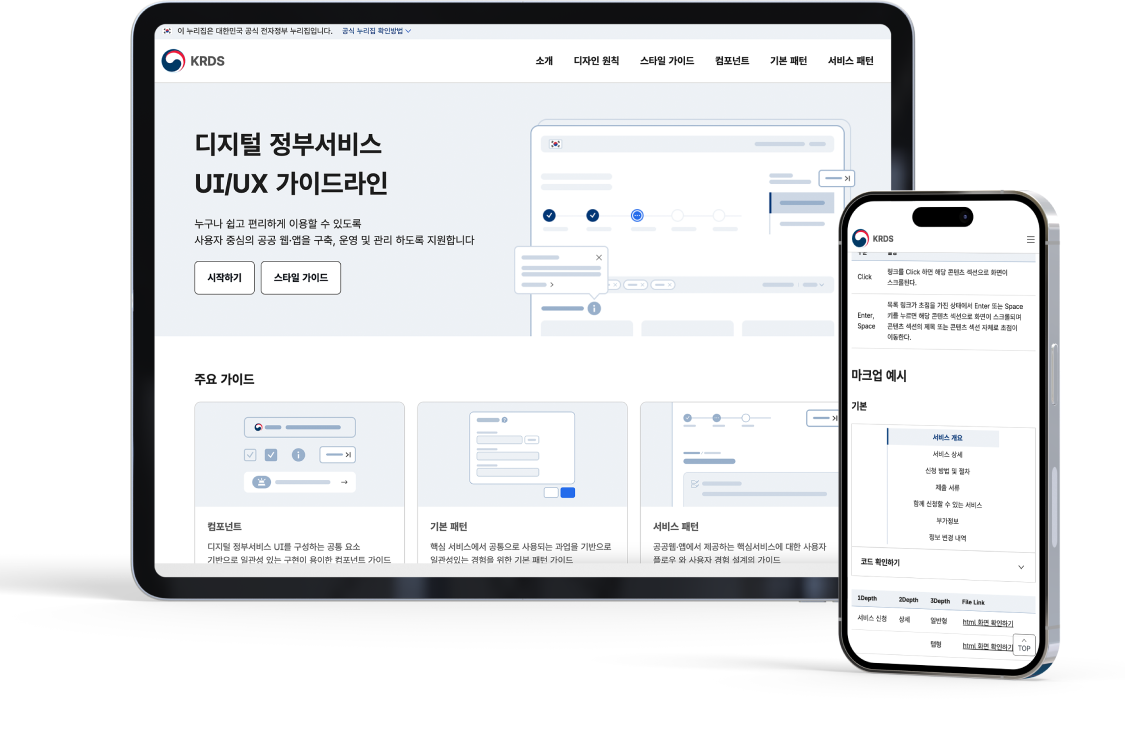 이 누리집은 대한민국 공식 전자정부 누리집입니다. 공식 누리집 확인방법
KRDS
소개 디자인 원칙 스타일 가이드 컴포넌트 기본 패턴 서비스 패턴
디지털 정부서비스
UI/UX 가이드라인
누구나 쉽고 편리하게 이용할 수 있도록
사용자 중심의 공공 웹·앱을 구축, 운영 및 관리 하도록 지원합니다
시작하기 스타일 가이드
주요 가이드
컴포넌트
디지털 정부서비스 UI를 구성하는 공통 요소
기반으로 일관성 있는 구현이 용이한 컴포넌트 가이드
기본 패턴
핵심 서비스에서 공통으로 사용되는 과업을 기반으로
일관성있는 경험을 위한 기본 패턴 가이드
서비스 패턴
공공웹·앱에서 제공하는 핵심서비스에 대한 사용자
플로우 와 사용자 경험 설계의 가이드
KRDS
Click
링크를 Click 하면 해당 콘텐츠 섹션으로 화면이
스크롤된다.
Enter,
Space
목록 링크가 초점을 가진 상태에서 Enter 또는 Space
키를 누르면 해당 콘텐츠 섹션으로 화면이 스크롤되며
콘텐츠 섹션의 제목 또는 콘텐츠 섹션 자체로 초점이
이동한다.
마크업 예시
기본
서비스 개요
서비스 상세
신청 방법 및 절차
제출 서류
함께 신청할 수 있는 서비스
부가정보
정보 변경 내역
코드 확인하기
1Depth 2Depth 3Depth File Link
서비스 신청 상세 일반형 html 화면 확인하기
탭형 html 화면 확인하기
TOP